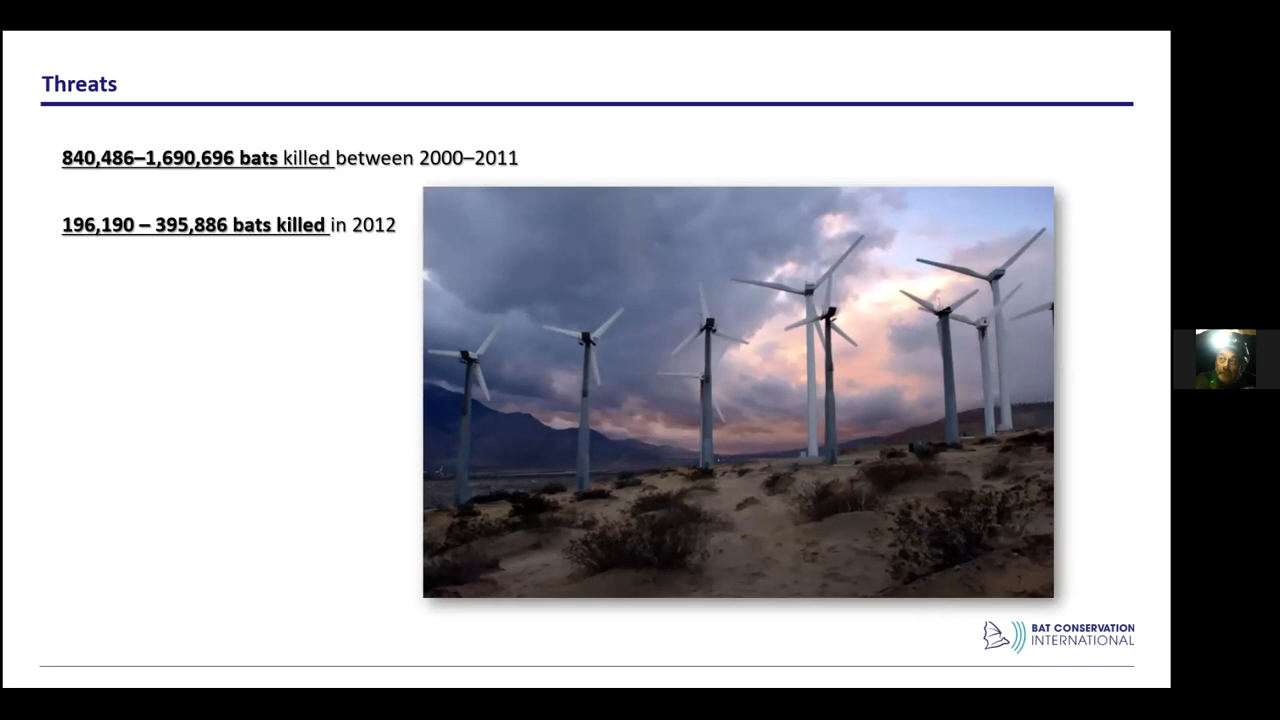 Threats
840,486–1,690,696 bats killed between 2000–2011
196,190 – 395,886 bats killed in 2012
BAT CONSERVATION
INTERNATIONAL